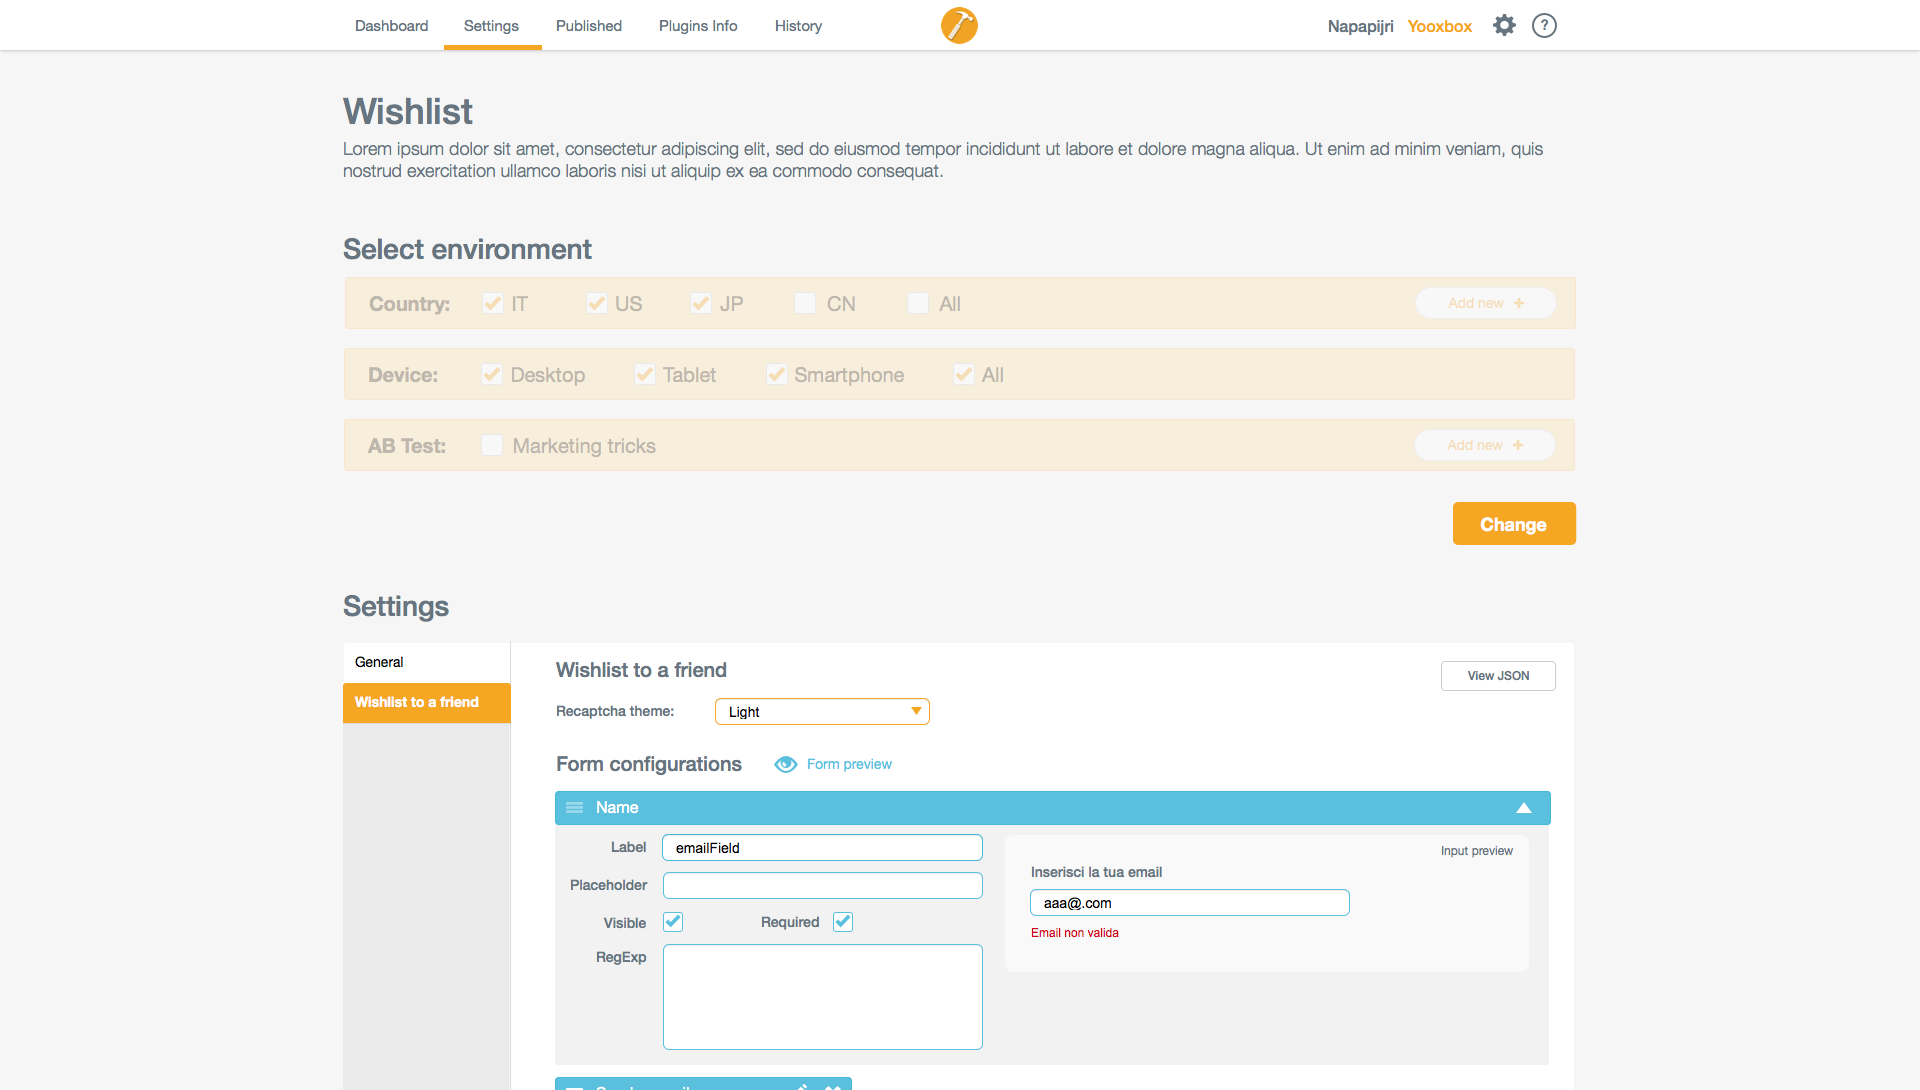 Dashboard Settings Published Plugins Info History Napapijri Yooxbox ?
Wishlist
Lorem ipsum dolor sit amet, consectetur adipiscing elit, sed do eiusmod tempor incididunt ut labore et dolore magna aliqua. Ut enim ad minim veniam, quis
nostrud exercitation ullamco laboris nisi ut aliquip ex ea commodo consequat.
Select environment
Country: IT US JP CN All Add new +
Device: Desktop Tablet Smartphone All
AB Test: Marketing tricks Add new +
Change
Settings
General
Wishlist to a friend
Wishlist to a friend
View JSON
Recaptcha theme: Light
Form configurations Form preview
Name
Label emailField
Placeholder
Visible Required
RegExp
Input preview
Inserisci la tua email
aaa@.com
Email non valida